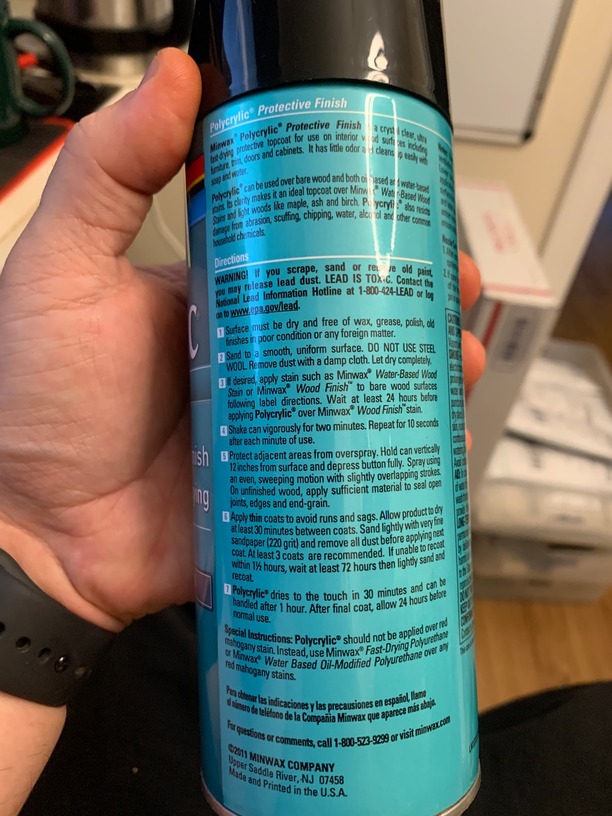 Polycrylic® Protective Finish
Minwax® Polycrylic® Protective Finish is a crystal clear, ultra
fast-drying protective topcoat for use on interior wood surfaces including
furniture, trim, doors and cabinets. It has little odor and cleans up easily with
soap and water.
Polycrylic® can be used over bare wood and both oil-based and water-based
stains. Its clarity makes it an ideal topcoat over Minwax® Water-Based Wood
Stains and light woods like maple, ash and birch. Polycrylic® also resists
damage from abrasion, scuffing, chipping, water, alcohol and other common
household chemicals.
Directions
WARNING! If you scrape, sand or remove old paint,
you may release lead dust. LEAD IS TOXIC. Contact the
National Lead Information Hotline at 1-800-424-LEAD or log
on to www.epa.gov/lead.
1 Surface must be dry and free of wax, grease, polish, old
finishes in poor condition or any foreign matter.
2 Sand to a smooth, uniform surface. DO NOT USE STEEL
WOOL. Remove dust with a damp cloth. Let dry completely.
3 If desired, apply stain such as Minwax® Water-Based Wood
Stain or Minwax® Wood Finish™ to bare wood surfaces
following label directions. Wait at least 24 hours before
applying Polycrylic® over Minwax® Wood Finish™ stain.
4 Shake can vigorously for two minutes. Repeat for 10 seconds
after each minute of use.
5 Protect adjacent areas from overspray. Hold can vertically
12 inches from surface and depress button fully. Spray using
an even, sweeping motion with slightly overlapping strokes.
On unfinished wood, apply sufficient material to seal open
joints, edges and end-grain.
6 Apply thin coats to avoid runs and sags. Allow product to dry
at least 30 minutes between coats. Sand lightly with very fine
sandpaper (220 grit) and remove all dust before applying next
coat. At least 3 coats are recommended. If unable to recoat
within 1½ hours, wait at least 72 hours then lightly sand and
recoat.
7 Polycrylic® dries to the touch in 30 minutes and can be
handled after 1 hour. After final coat, allow 24 hours before
normal use.
Special Instructions: Polycrylic® should not be applied over red
mahogany stain. Instead, use Minwax® Fast-Drying Polyurethane
or Minwax® Water Based Oil-Modified Polyurethane over any
red mahogany stains.
Para obtenar las indicaciones y las precauciones en español, llame
el número de teléfono de la Compañia Minwax que aparece más abajo.
For questions or comments, call 1-800-523-9299 or visit minwax.com
©2011 MINWAX COMPANY
Upper Saddle River, NJ 07458
Made and Printed in the U.S.A.